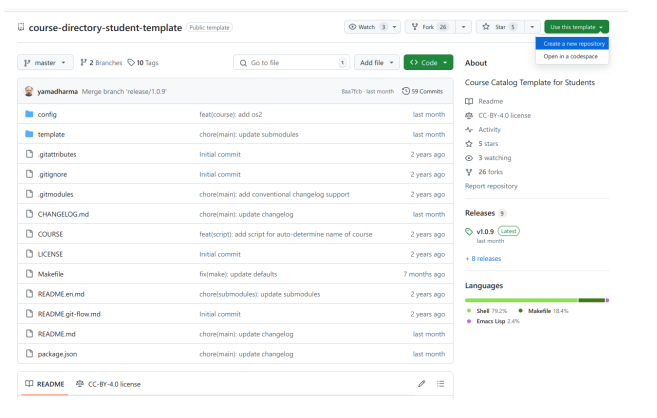 course-directory-student-template Public template Watch 3 Fork 26 Star 5 Use this template
Create a new repository
Open in a codespace
master 2 Branches 10 Tags Go to file t Add file <> Code
yamadharma Merge branch 'release/1.0.9' 8aa7fcb · last month 59 Commits
config feat(course): add os2 last month
template chore(main): update submodules last month
.gitattributes Initial commit 2 years ago
.gitignore Initial commit 2 years ago
.gitmodules chore(main): add conventional changelog support 2 years ago
CHANGELOG.md chore(main): update changelog last month
COURSE feat(script): add script for auto-determine name of course 2 years ago
LICENSE Initial commit 2 years ago
Makefile fix(make): update defaults 7 months ago
README.en.md chore(submodules): update submodules 2 years ago
README.git-flow.md Initial commit 2 years ago
README.md chore(main): update changelog last month
package.json chore(main): update changelog last month
README CC-BY-4.0 license
About
Course Catalog Template for Students
Readme
CC-BY-4.0 license
Activity
5 stars
3 watching
26 forks
Report repository
Releases 9
v1.0.9 Latest
last month
+ 8 releases
Languages
Shell 79.2% Makefile 18.4%
Emacs Lisp 2.4%